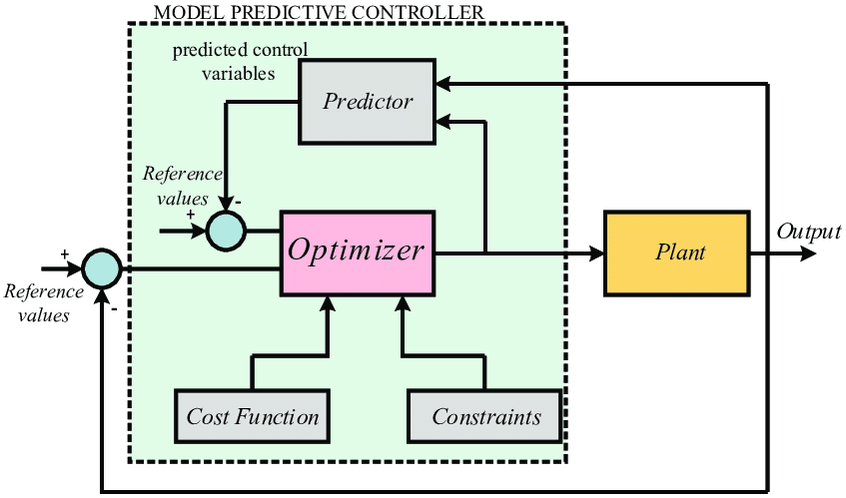 MODEL PREDICTIVE CONTROLLER
predicted control
variables
Predictor
Reference
values
+
-
Optimizer
Plant
Output
+
Reference
values
-
Cost Function
Constraints